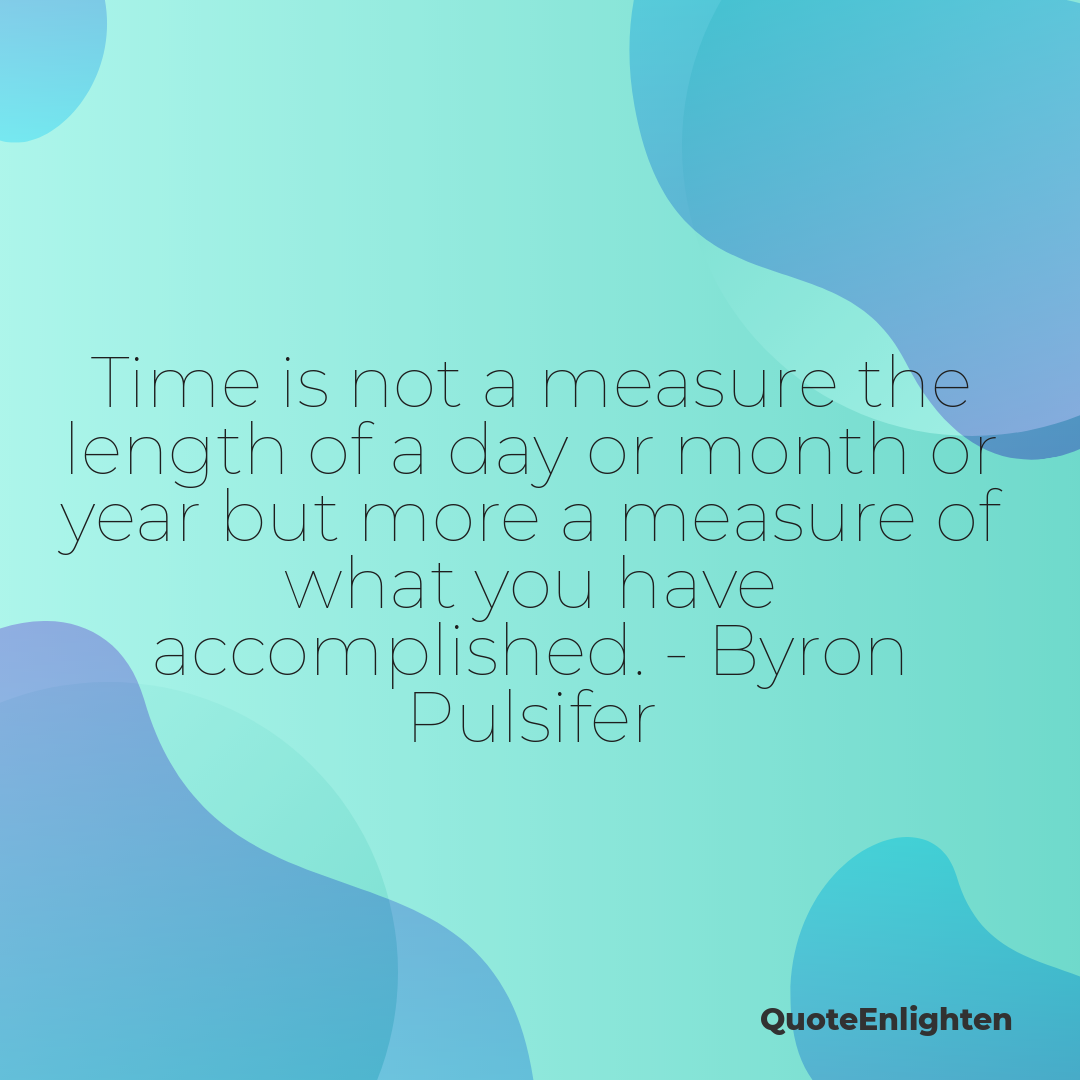 Time is not a measure the
length of a day or month or
year but more a measure of
what you have
accomplished. - Byron
Pulsifer
QuoteEnlighten